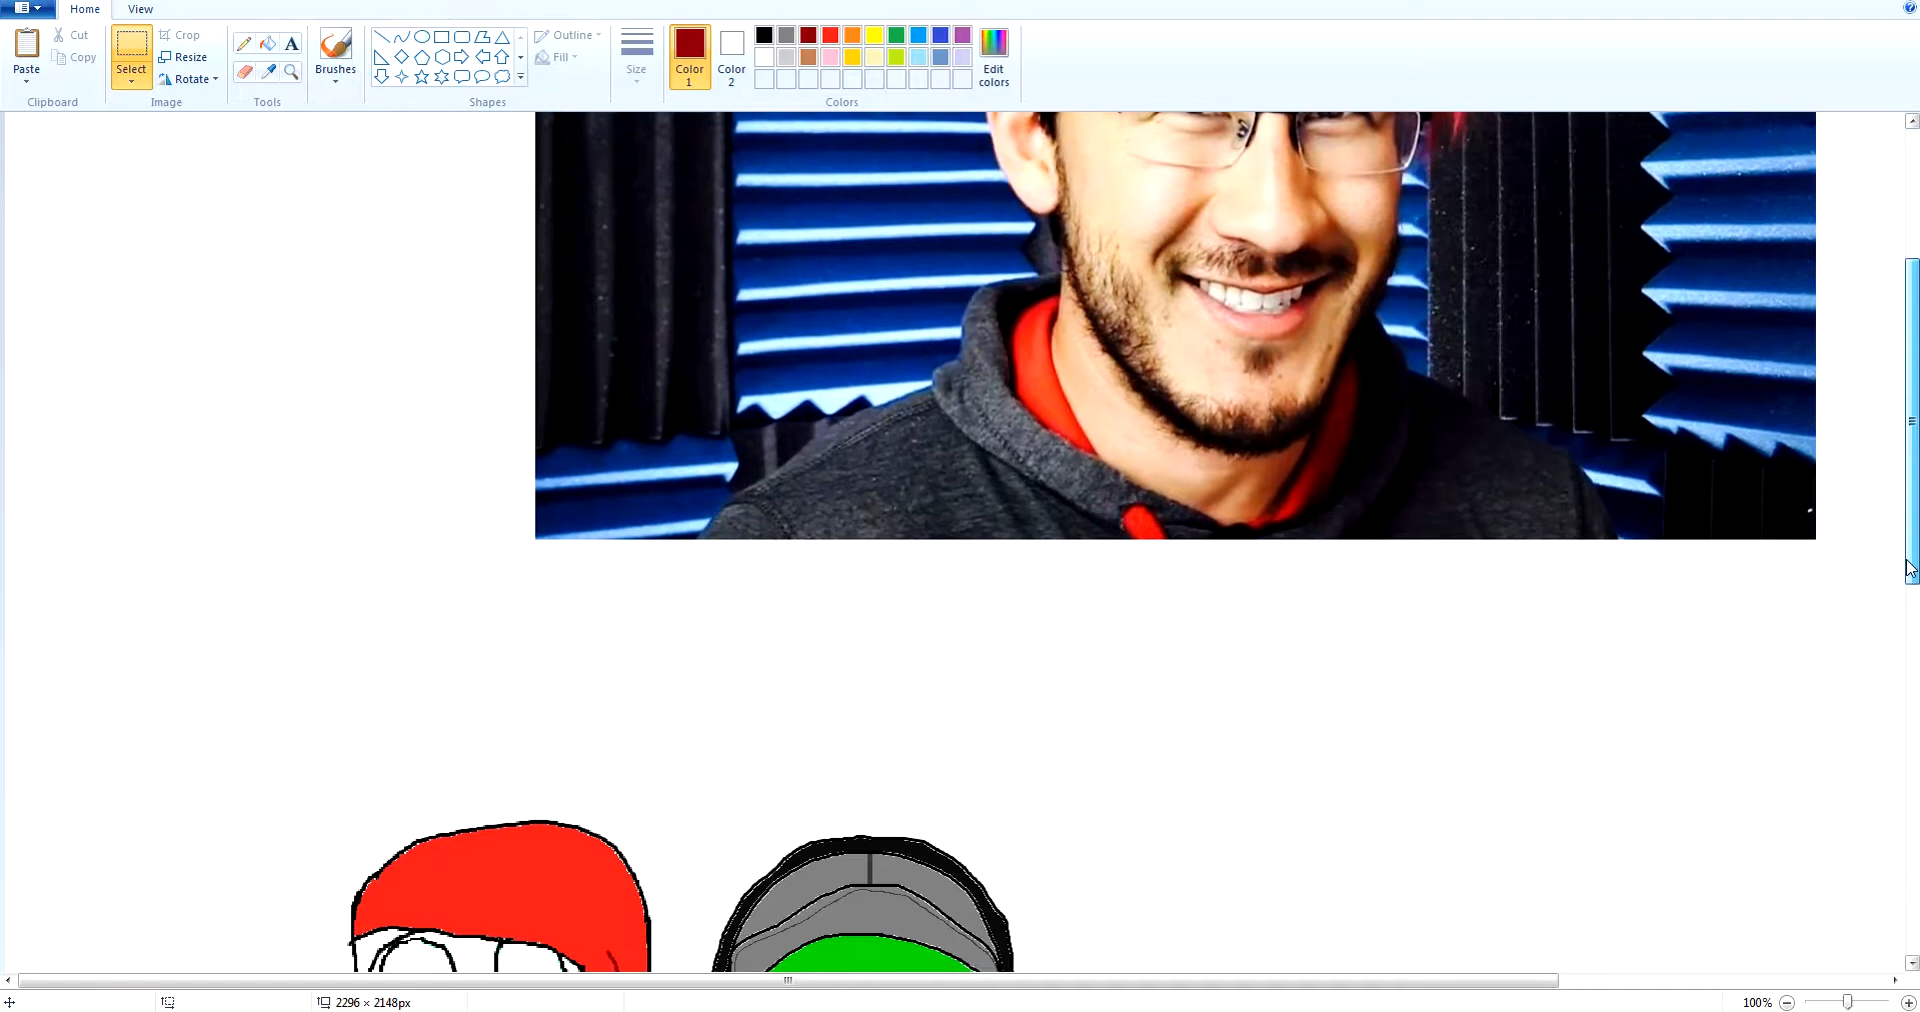 Home View
Paste Cut Copy Select Crop Resize Rotate A Brushes Outline Fill Size Color 1 Color 2 Edit colors
Clipboard Image Tools Shapes Colors
2296 × 2148px 100%